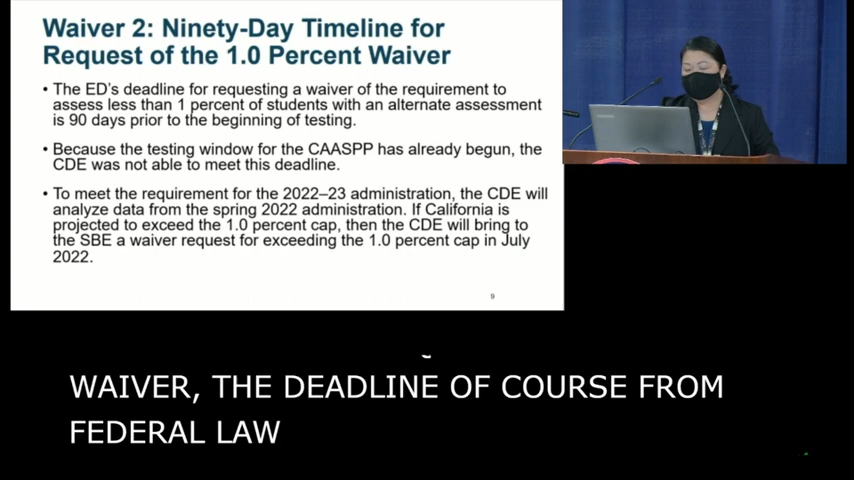 Waiver 2: Ninety-Day Timeline for
Request of the 1.0 Percent Waiver
• The ED's deadline for requesting a waiver of the requirement to
assess less than 1 percent of students with an alternate assessment
is 90 days prior to the beginning of testing.
• Because the testing window for the CAASPP has already begun, the
CDE was not able to meet this deadline.
• To meet the requirement for the 2022–23 administration, the CDE will
analyze data from the spring 2022 administration. If California is
projected to exceed the 1.0 percent cap, then the CDE will bring to
the SBE a waiver request for exceeding the 1.0 percent cap in July
2022.
9
WAIVER, THE DEADLINE OF COURSE FROM
FEDERAL LAW